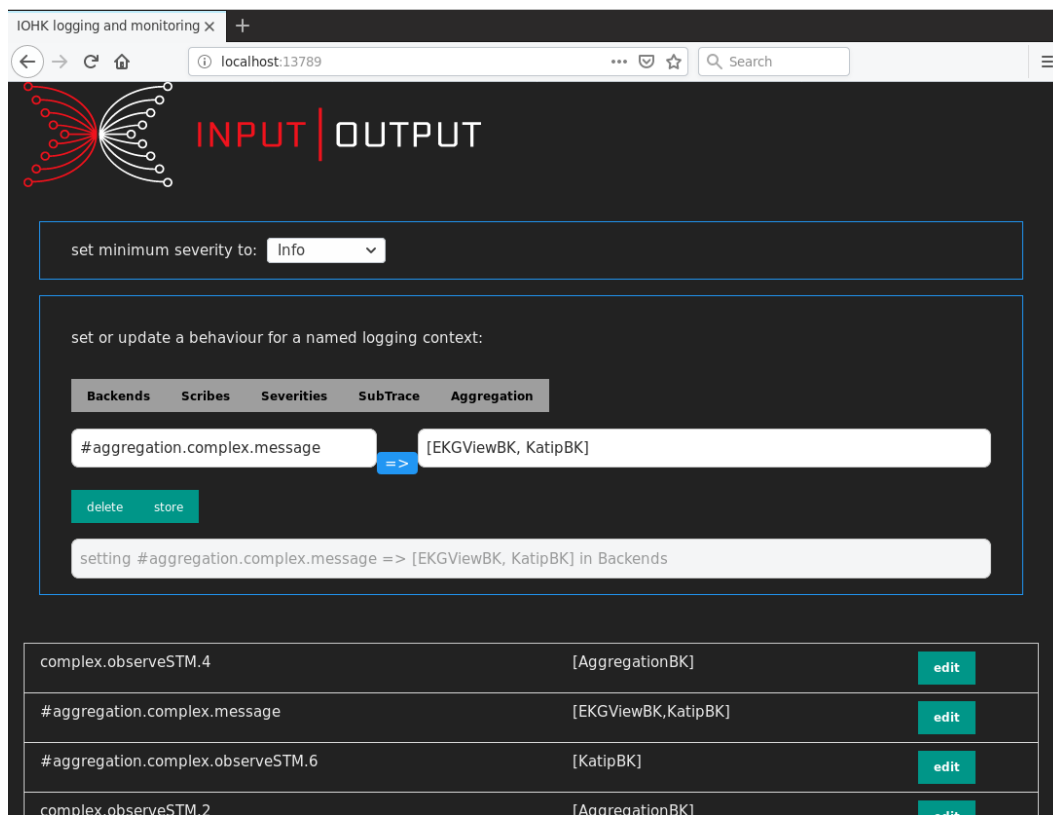 IOHK logging and monitoring × +
localhost:13789 ••• Search
INPUT OUTPUT
set minimum severity to: Info
set or update a behaviour for a named logging context:
Backends Scribes Severities SubTrace Aggregation
#aggregation.complex.message => [EKGViewBK, KatipBK]
delete store
setting #aggregation.complex.message => [EKGViewBK, KatipBK] in Backends
complex.observeSTM.4 [AggregationBK] edit
#aggregation.complex.message [EKGViewBK,KatipBK] edit
#aggregation.complex.observeSTM.6 [KatipBK] edit
complex.observeSTM.2 [AggregationBK] edit